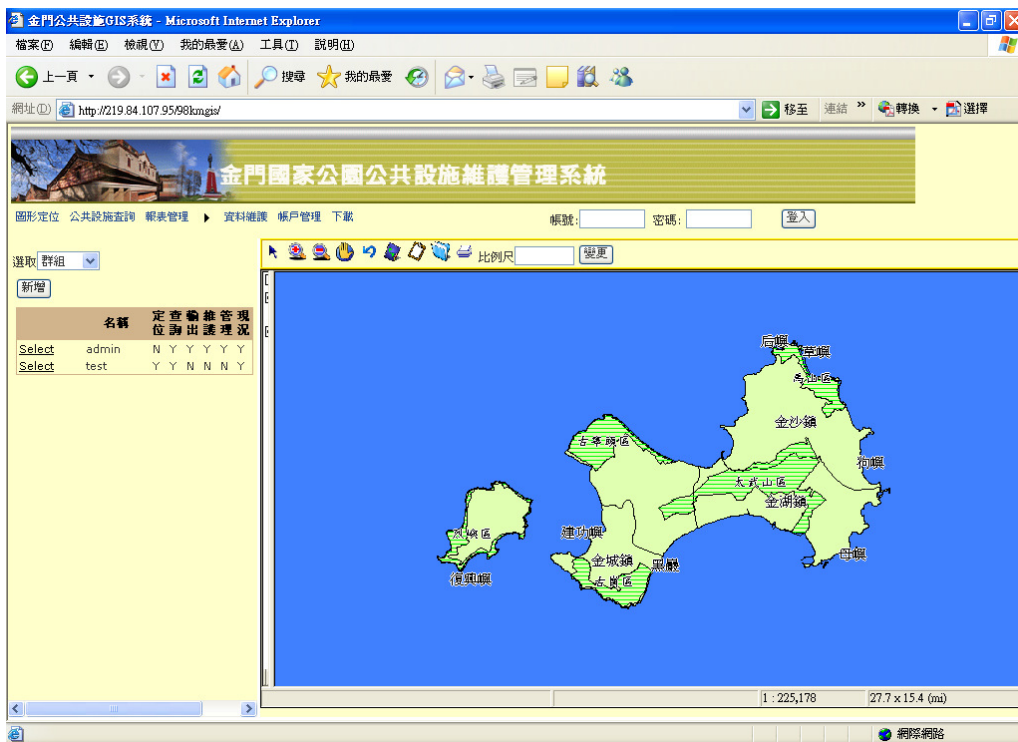 金門公共設施GIS系統 - Microsoft Internet Explorer
檔案(F) 編輯(E) 檢視(V) 我的最愛(A) 工具(T) 說明(H)
上一頁 搜尋 我的最愛
網址(D) http://219.84.107.95/98kmgis/ 移至 連結 » 轉換 選擇
金門國家公園公共設施維護管理系統
圖形定位 公共設施查詢 報表管理 資料維護 帳戶管理 下載 帳號: 密碼: 登入
選取 群組
新增
比例尺 變更
名稱 定位 查詢 輸出 維護 管理 現況
Select admin N Y Y Y Y Y
Select test Y Y N N N Y
后嶼
草嶼
馬山區
金沙鎮
古寧頭區
狗嶼
太武山區
金湖鎮
沙溪區
建功嶼
母嶼
金城鎮
黑巖
古崗區
復興嶼
1 : 225,178 27.7 x 15.4 (mi)
網際網路